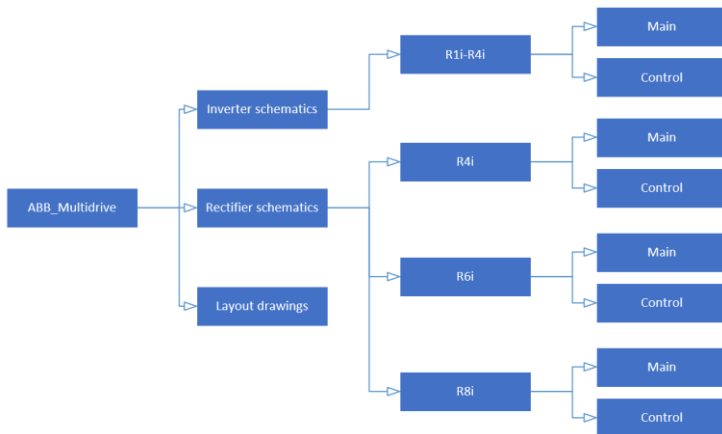 ABB_Multidrive
Inverter schematics
R1i-R4i
Main
Control
Rectifier schematics
R4i
Main
Control
R6i
Main
Control
R8i
Main
Control
Layout drawings